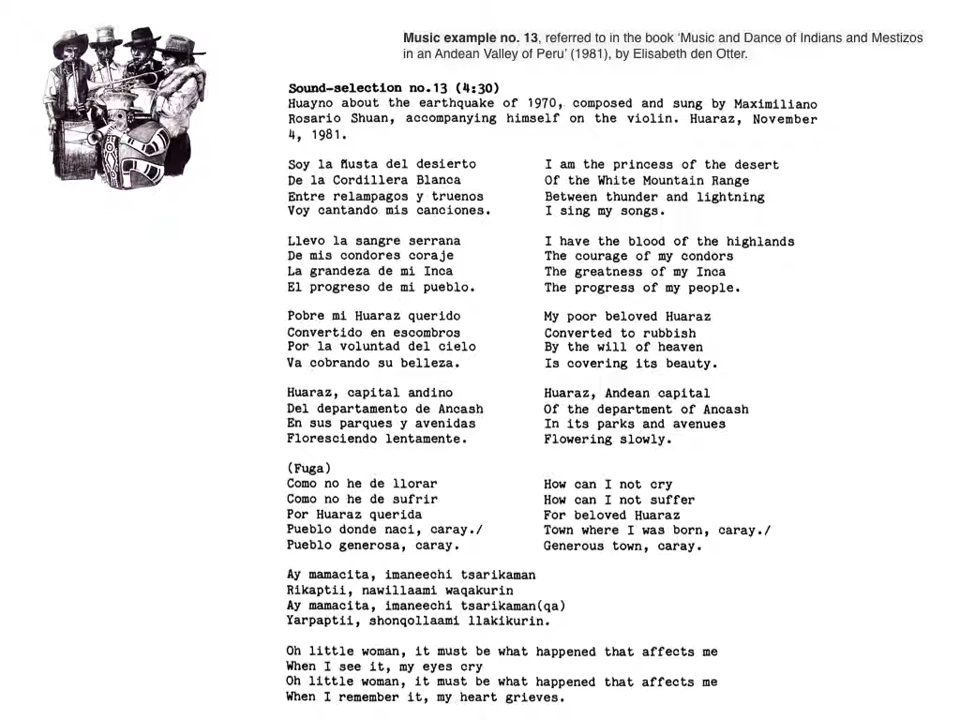 Music example no. 13, referred to in the book ‘Music and Dance of Indians and Mestizos
in an Andean Valley of Peru’ (1981), by Elisabeth den Otter.
Sound-selection no.13 (4:30)
Huayno about the earthquake of 1970, composed and sung by Maximiliano
Rosario Shuan, accompanying himself on the violin. Huaraz, November
4, 1981.
Soy la ñusta del desierto
De la Cordillera Blanca
Entre relampagos y truenos
Voy cantando mis canciones.
I am the princess of the desert
Of the White Mountain Range
Between thunder and lightning
I sing my songs.
Llevo la sangre serrana
De mis condores coraje
La grandeza de mi Inca
El progreso de mi pueblo.
I have the blood of the highlands
The courage of my condors
The greatness of my Inca
The progress of my people.
Pobre mi Huaraz querido
Convertido en escombros
Por la voluntad del cielo
Va cobrando su belleza.
My poor beloved Huaraz
Converted to rubbish
By the will of heaven
Is covering its beauty.
Huaraz, capital andino
Del departamento de Ancash
En sus parques y avenidas
Floresciendo lentamente.
Huaraz, Andean capital
Of the department of Ancash
In its parks and avenues
Flowering slowly.
(Fuga)
Como no he de llorar
Como no he de sufrir
Por Huaraz querida
Pueblo donde naci, caray./
Pueblo generosa, caray.
How can I not cry
How can I not suffer
For beloved Huaraz
Town where I was born, caray./
Generous town, caray.
Ay mamacita, imaneechi tsarikaman
Rikaptii, nawillaami waqakurin
Ay mamacita, imaneechi tsarikaman(qa)
Yarpaptii, shonqollaami llakikurin.
Oh little woman, it must be what happened that affects me
When I see it, my eyes cry
Oh little woman, it must be what happened that affects me
When I remember it, my heart grieves.